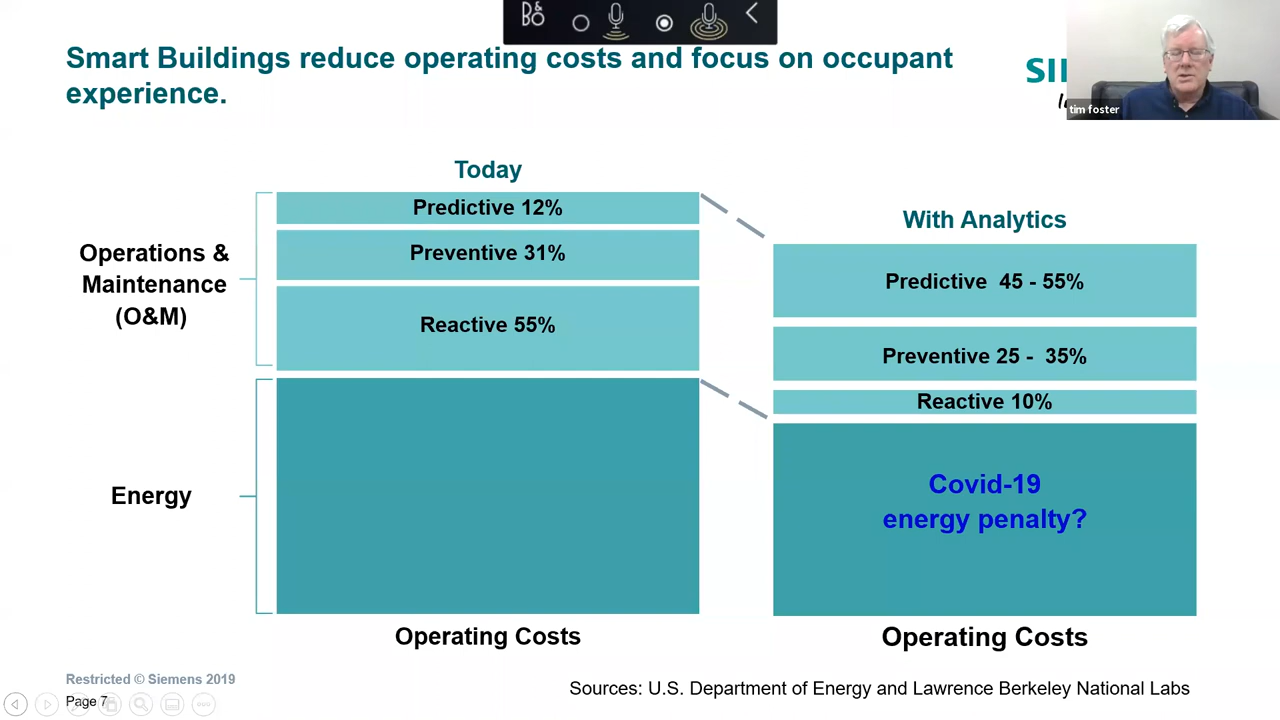 B&O
Smart Buildings reduce operating costs and focus on occupant
experience.
tim foster
Today
Predictive 12%
Preventive 31%
Reactive 55%
Operations &
Maintenance
(O&M)
Energy
Operating Costs
With Analytics
Predictive  45 - 55%
Preventive 25 -  35%
Reactive 10%
Covid-19
energy penalty?
Operating Costs
Restricted © Siemens 2019
Page 7
Sources: U.S. Department of Energy and Lawrence Berkeley National Labs